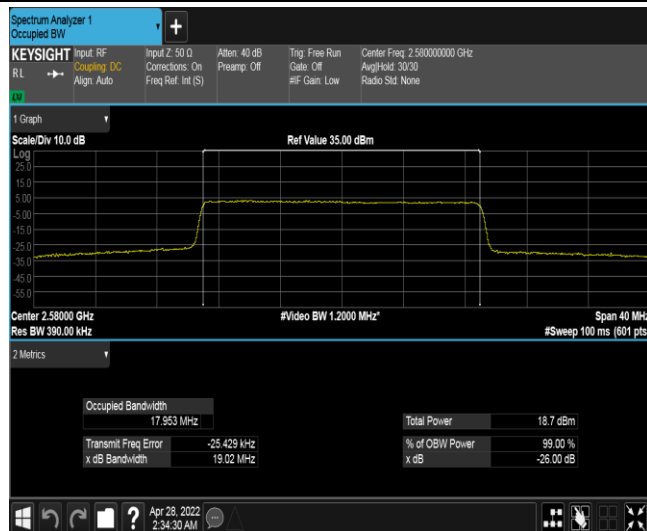 Spectrum Analyzer 1
Occupied BW
+
KEYSIGHT
RL
LV
Input: RF
Coupling: DC
Align: Auto
Input Z: 50 Ω
Corrections: On
Freq Ref: Int (S)
Atten: 40 dB
Preamp: Off
Trig: Free Run
Gate: Off
#IF Gain: Low
Center Freq: 2.580000000 GHz
Avg|Hold: 30/30
Radio Std: None
1 Graph
Scale/Div 10.0 dB
Ref Value 35.00 dBm
Log
25.0
15.0
5.00
-5.00
-15.0
-25.0
-35.0
-45.0
-55.0
Center 2.58000 GHz
#Video BW 1.2000 MHz*
Span 40 MHz
Res BW 390.00 kHz
#Sweep 100 ms (601 pts
2 Metrics
Occupied Bandwidth
17.953 MHz
Total Power 18.7 dBm
Transmit Freq Error -25.429 kHz
% of OBW Power 99.00 %
x dB Bandwidth 19.02 MHz
x dB -26.00 dB
?
Apr 28, 2022
2:34:30 AM